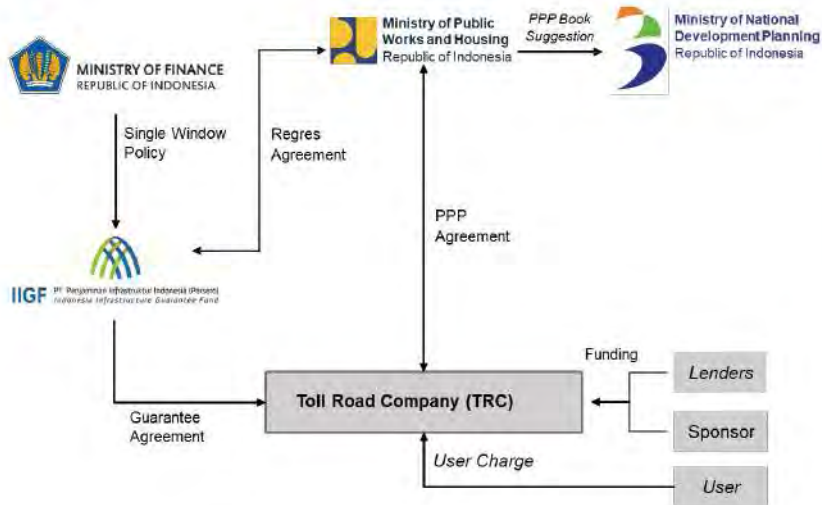 MINISTRY OF FINANCE
REPUBLIC OF INDONESIA
Ministry of Public
Works and Housing
Republic of Indonesia
PPP Book
Suggestion
Ministry of National
Development Planning
Republic of Indonesia
Single Window
Policy
Regres
Agreement
PPP
Agreement
IIGF
PT Penjaminan Infrastruktur Indonesia (Persero)
Indonesia Infrastructure Guarantee Fund
Guarantee
Agreement
Toll Road Company (TRC)
Funding
Lenders
Sponsor
User Charge
User